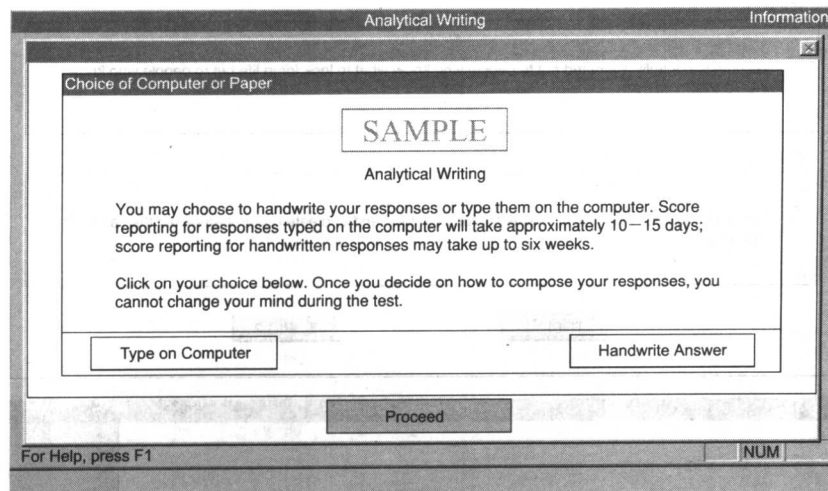 Analytical Writing
Information
Choice of Computer or Paper
SAMPLE
Analytical Writing
You may choose to handwrite your responses or type them on the computer. Score
reporting for responses typed on the computer will take approximately 10—15 days;
score reporting for handwritten responses may take up to six weeks.
Click on your choice below. Once you decide on how to compose your responses, you
cannot change your mind during the test.
Type on Computer
Handwrite Answer
Proceed
For Help, press F1
NUM